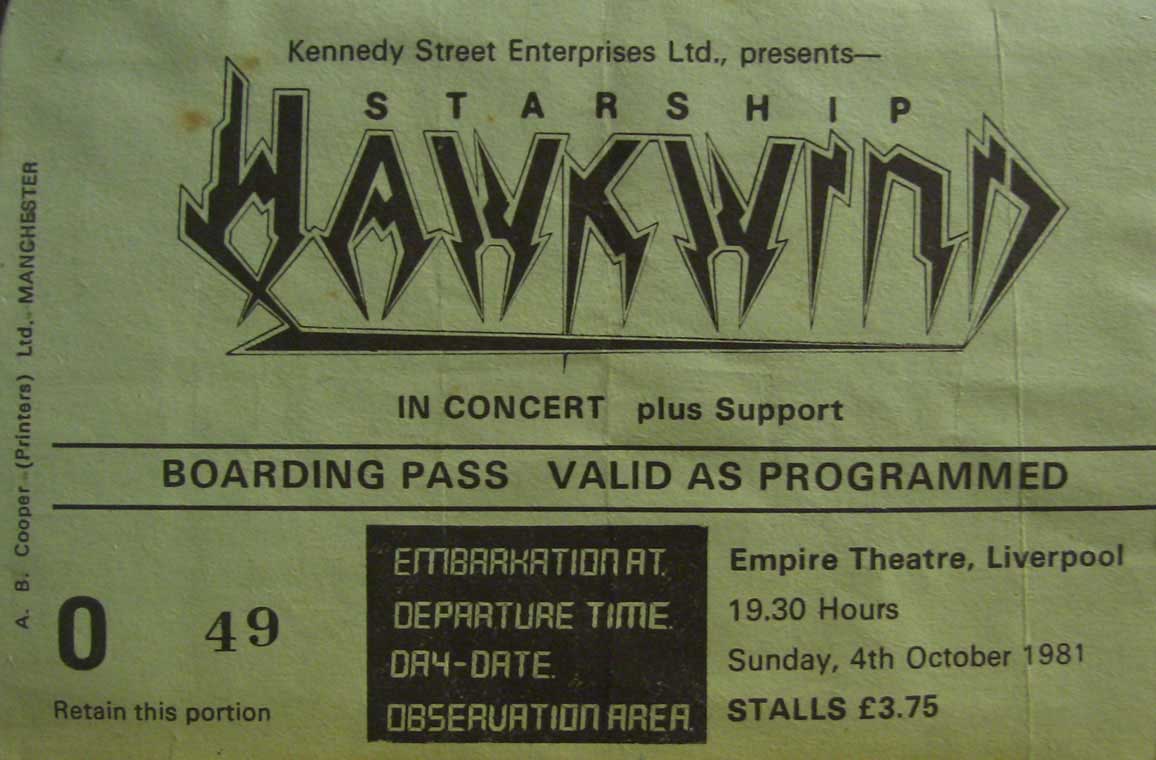 Kennedy Street Enterprises Ltd., presents—
STARSHIP
HAWKWIND
IN CONCERT plus Support
BOARDING PASS VALID AS PROGRAMMED
EMBARKATION AT. Empire Theatre, Liverpool
DEPARTURE TIME. 19.30 Hours
DAY-DATE. Sunday, 4th October 1981
OBSERVATION AREA. STALLS £3.75
O 49
Retain this portion
A. B. Cooper (Printers) Ltd. MANCHESTER